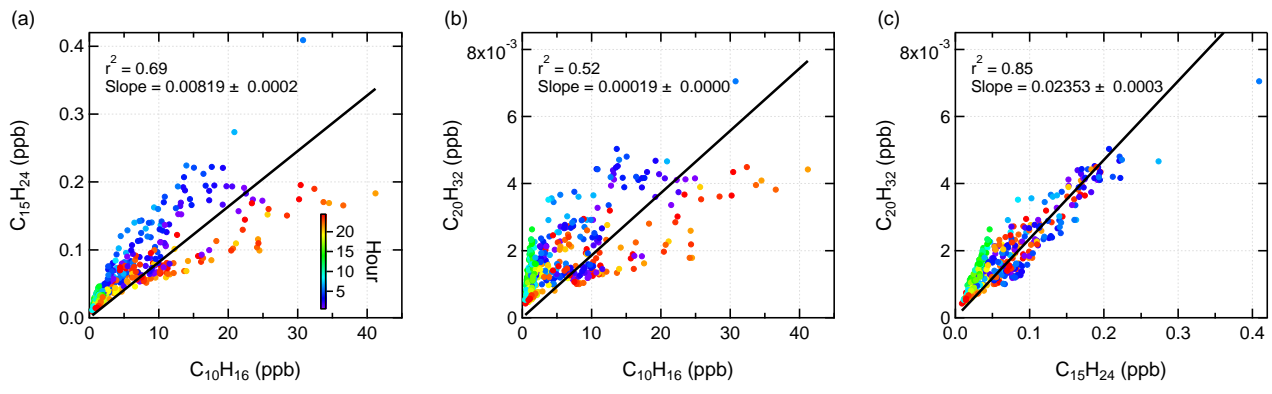 (a)
r² = 0.69
Slope = 0.00819 ± 0.0002
0.4
0.3
0.2
0.1
0.0
C₁₅H₂₄ (ppb)
0
10
20
30
40
C₁₀H₁₆ (ppb)
20
15
10
5
Hour
(b)
r² = 0.52
Slope = 0.00019 ± 0.0000
8x10⁻³
6
4
2
0
C₂₀H₃₂ (ppb)
0
10
20
30
40
C₁₀H₁₆ (ppb)
(c)
r² = 0.85
Slope = 0.02353 ± 0.0003
8x10⁻³
6
4
2
0
C₂₀H₃₂ (ppb)
0.0
0.1
0.2
0.3
0.4
C₁₅H₂₄ (ppb)